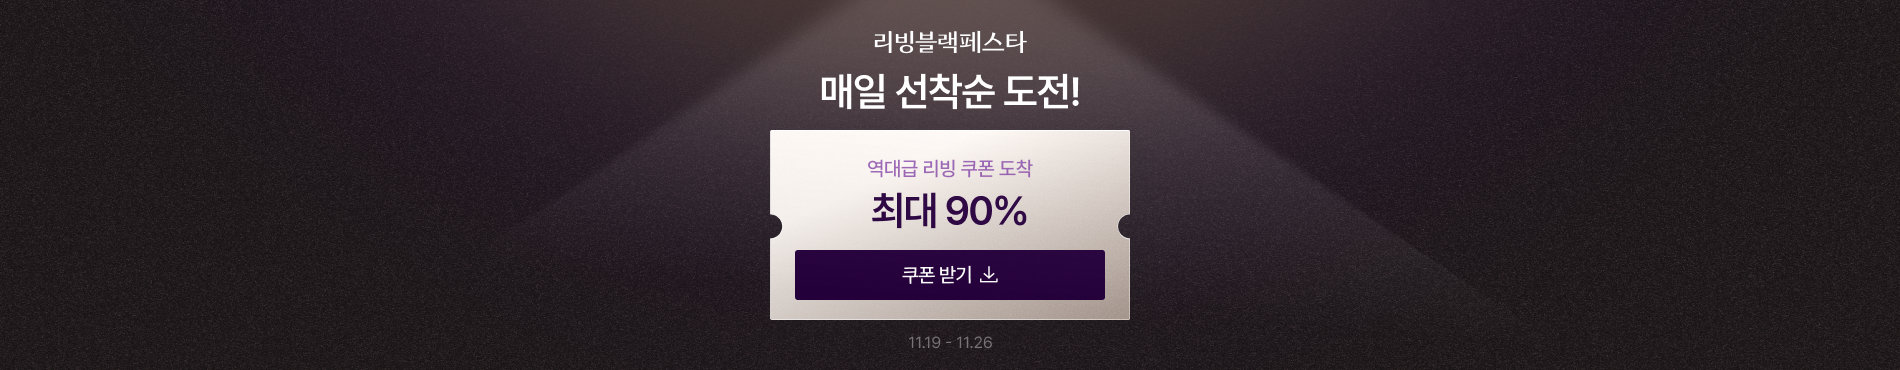 리빙블랙페스타
매일 선착순 도전!
역대급 리빙 쿠폰 도착
최대 90%
쿠폰 받기
11.19 - 11.26